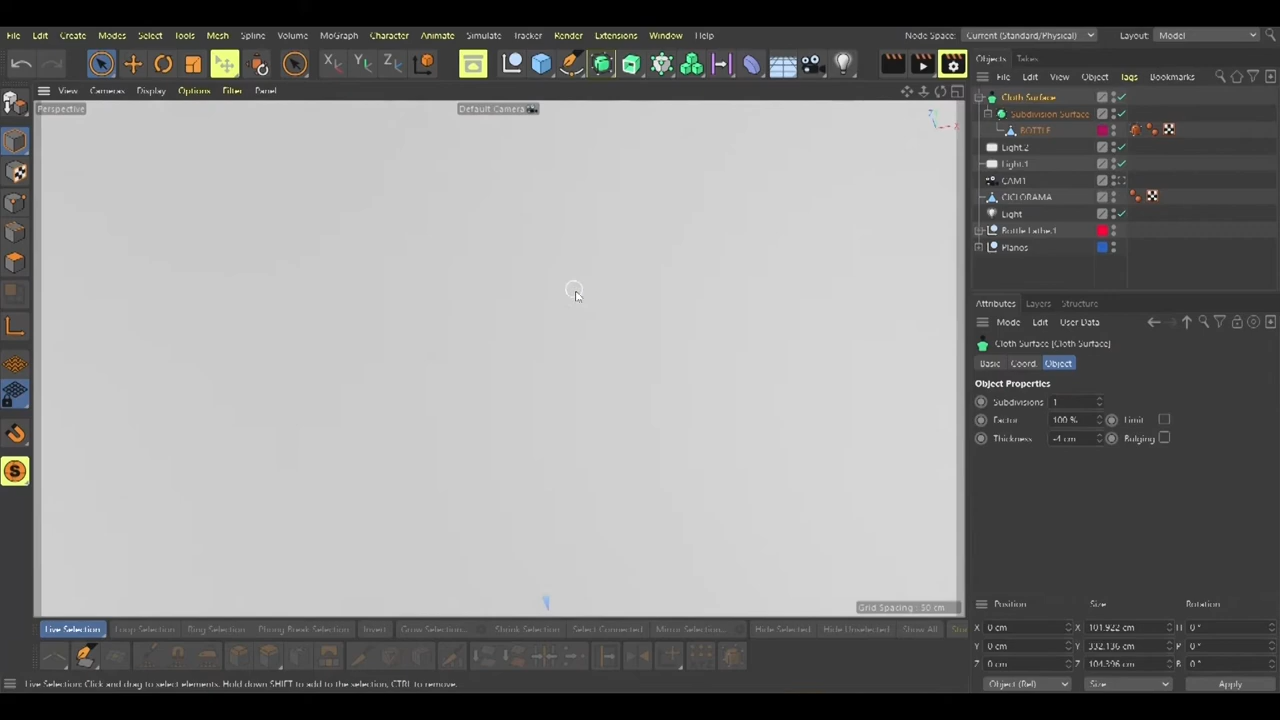 File Edit Create Modes Select Tools Mesh Spline Volume MoGraph Character Animate Simulate Tracker Render Extensions Window Help Node Space: Current (Standard/Physical) Layout: Model
X Y Z Objects Takes
File Edit View Object Tags Bookmarks
View Cameras Display Options Filter Panel
Perspective Default Camera Cloth Surface
Z X Subdivision Surface
BOTTLE
Light.2
Light.1
CAM1
CICLORAMA
Light
Bottle Lathe.1
Planos
Attributes Layers Structure
Mode Edit User Data
Cloth Surface [Cloth Surface]
Basic Coord. Object
Object Properties
Subdivisions 1
Factor 100 % Limit
Thickness -4 cm Bulging
S
Grid Spacing : 50 cm Position Size Rotation
Live Selection Loop Selection Ring Selection Phong Break Selection Invert Grow Selection... Shrink Selection Select Connected Mirror Selection... Hide Selected Hide Unselected Show All X 0 cm X 101.922 cm H 0 °
Y 0 cm Y 332.136 cm P 0 °
Z 0 cm Z 104.396 cm B 0 °
Live Selection: Click and drag to select elements. Hold down SHIFT to add to the selection, CTRL to remove. Object (Rel) Size Apply